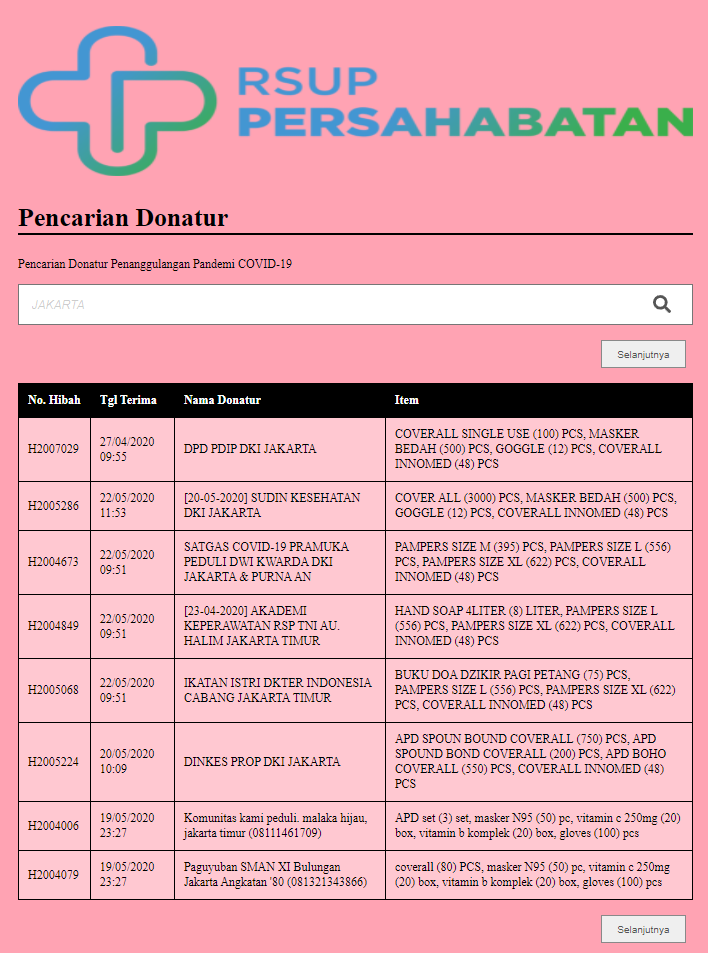 RSUP
PERSAHABATAN
Pencarian Donatur
Pencarian Donatur Penanggulangan Pandemi COVID-19
JAKARTA
Selanjutnya
No. Hibah Tgl Terima Nama Donatur Item
H2007029
27/04/2020
09:55
DPD PDIP DKI JAKARTA
COVERALL SINGLE USE (100) PCS, MASKER
BEDAH (500) PCS, GOGGLE (12) PCS, COVERALL
INNOMED (48) PCS
H2005286
22/05/2020
11:53
[20-05-2020] SUDIN KESEHATAN
DKI JAKARTA
COVER ALL (3000) PCS, MASKER BEDAH (500) PCS,
GOGGLE (12) PCS, COVERALL INNOMED (48) PCS
H2004673
22/05/2020
09:51
SATGAS COVID-19 PRAMUKA
PEDULI DWI KWARDA DKI
JAKARTA & PURNA AN
PAMPERS SIZE M (395) PCS, PAMPERS SIZE L (556)
PCS, PAMPERS SIZE XL (622) PCS, COVERALL
INNOMED (48) PCS
H2004849
22/05/2020
09:51
[23-04-2020] AKADEMI
KEPERAWATAN RSP TNI AU.
HALIM JAKARTA TIMUR
HAND SOAP 4LITER (8) LITER, PAMPERS SIZE L
(556) PCS, PAMPERS SIZE XL (622) PCS, COVERALL
INNOMED (48) PCS
H2005068
22/05/2020
09:51
IKATAN ISTRI DKTER INDONESIA
CABANG JAKARTA TIMUR
BUKU DOA DZIKIR PAGI PETANG (75) PCS,
PAMPERS SIZE L (556) PCS, PAMPERS SIZE XL (622)
PCS, COVERALL INNOMED (48) PCS
H2005224
20/05/2020
10:09
DINKES PROP DKI JAKARTA
APD SPOUN BOUND COVERALL (750) PCS, APD
SPOUND BOND COVERALL (200) PCS, APD BOHO
COVERALL (550) PCS, COVERALL INNOMED (48)
PCS
H2004006
19/05/2020
23:27
Komunitas kami peduli. malaka hijau,
jakarta timur (08111461709)
APD set (3) set, masker N95 (50) pc, vitamin c 250mg (20)
box, vitamin b komplek (20) box, gloves (100) pcs
H2004079
19/05/2020
23:27
Paguyuban SMAN XI Bulungan
Jakarta Angkatan '80 (081321343866)
coverall (80) PCS, masker N95 (50) pc, vitamin c 250mg
(20) box, vitamin b komplek (20) box, gloves (100) pcs
Selanjutnya